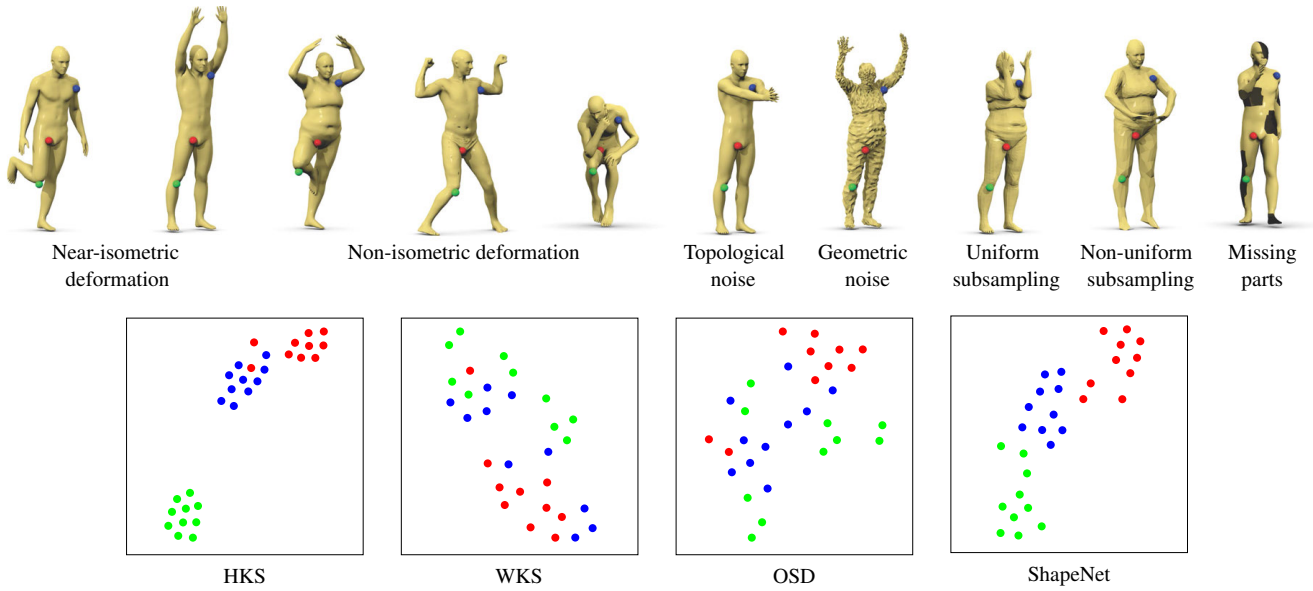 Near-isometric
deformation
Non-isometric deformation
Topological
noise
Geometric
noise
Uniform
subsampling
Non-uniform
subsampling
Missing
parts
HKS
WKS
OSD
ShapeNet